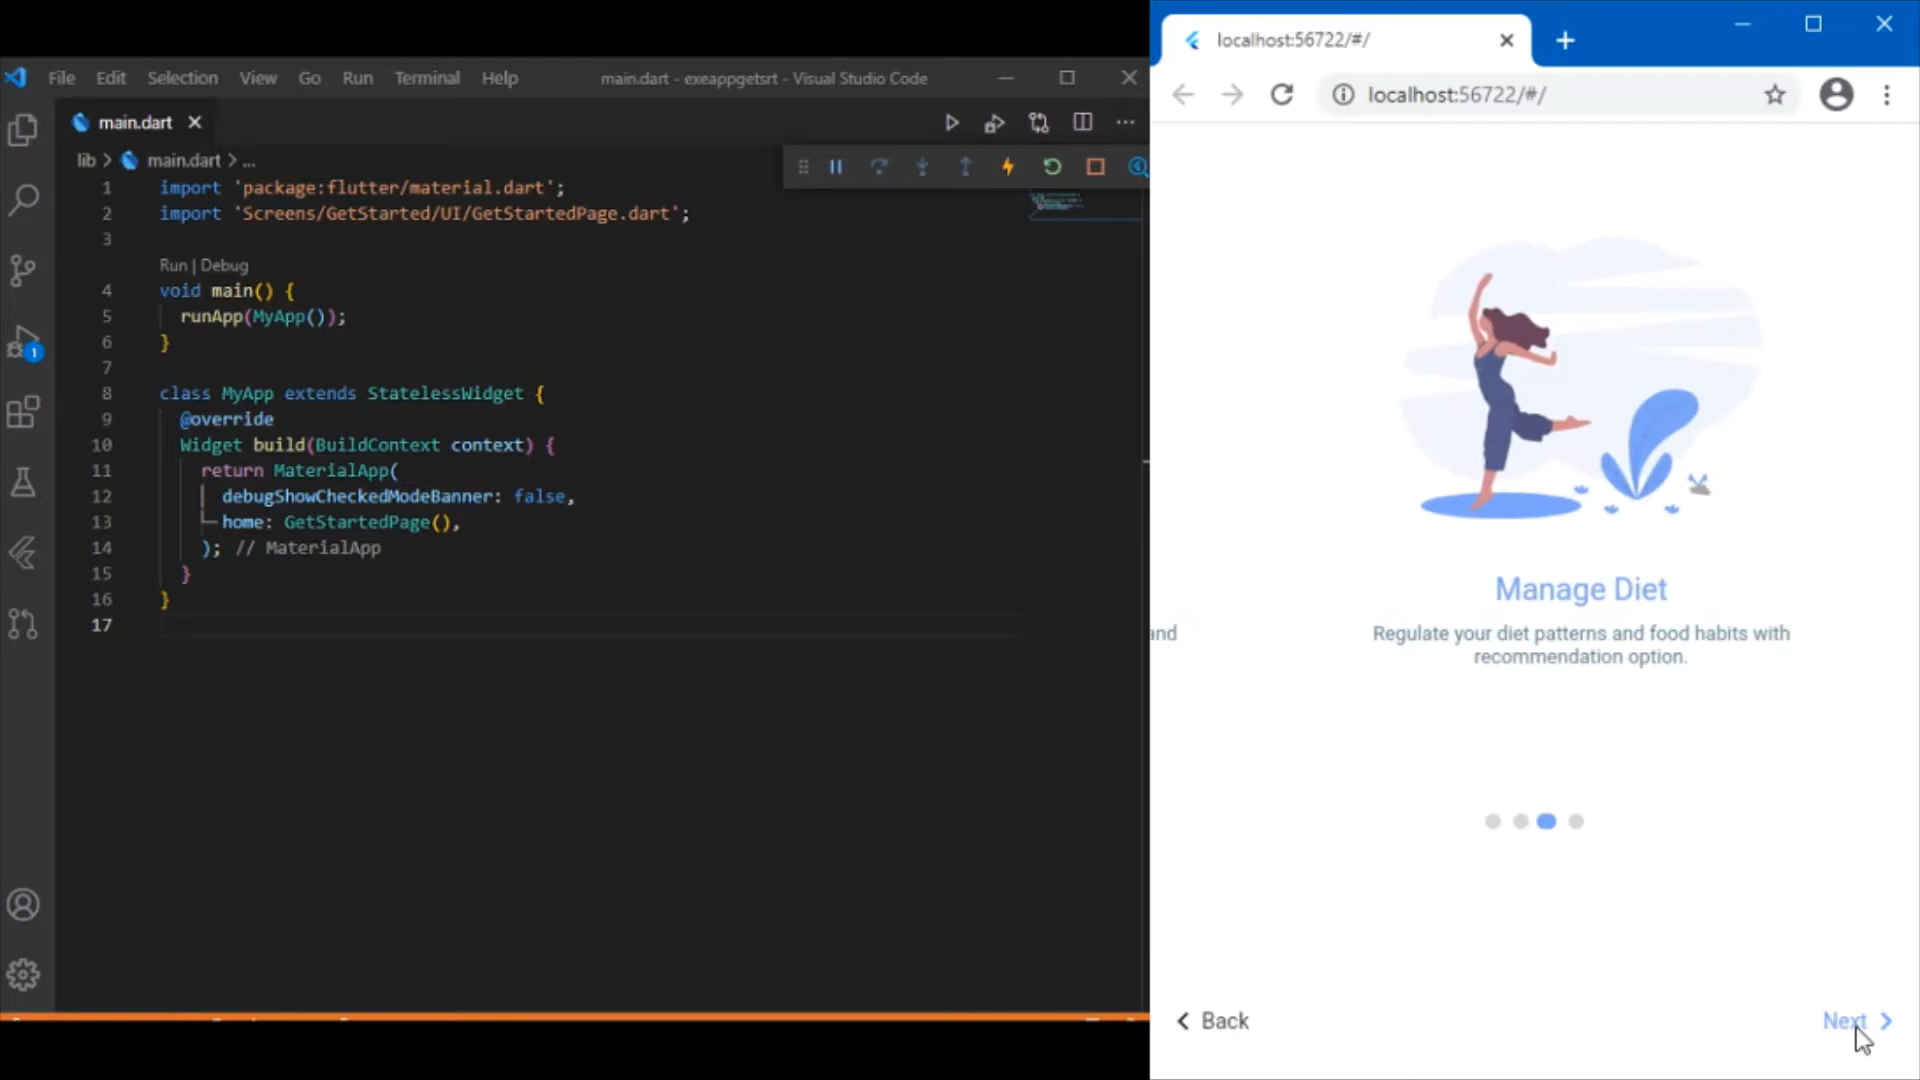 File Edit Selection View Go Run Terminal Help main.dart - exeappgetsrt - Visual Studio Code
main.dart
lib > main.dart > ...
1 import 'package:flutter/material.dart';
2 import 'Screens/GetStarted/UI/GetStartedPage.dart';
3
Run | Debug
4 void main() {
5 runApp(MyApp());
6 }
7
8 class MyApp extends StatelessWidget {
9 @override
10 Widget build(BuildContext context) {
11 return MaterialApp(
12 debugShowCheckedModeBanner: false,
13 home: GetStartedPage(),
14 ); // MaterialApp
15 }
16 }
17
1
localhost:56722/#/
localhost:56722/#/
Manage Diet
and
Regulate your diet patterns and food habits with
recommendation option.
Back
Next